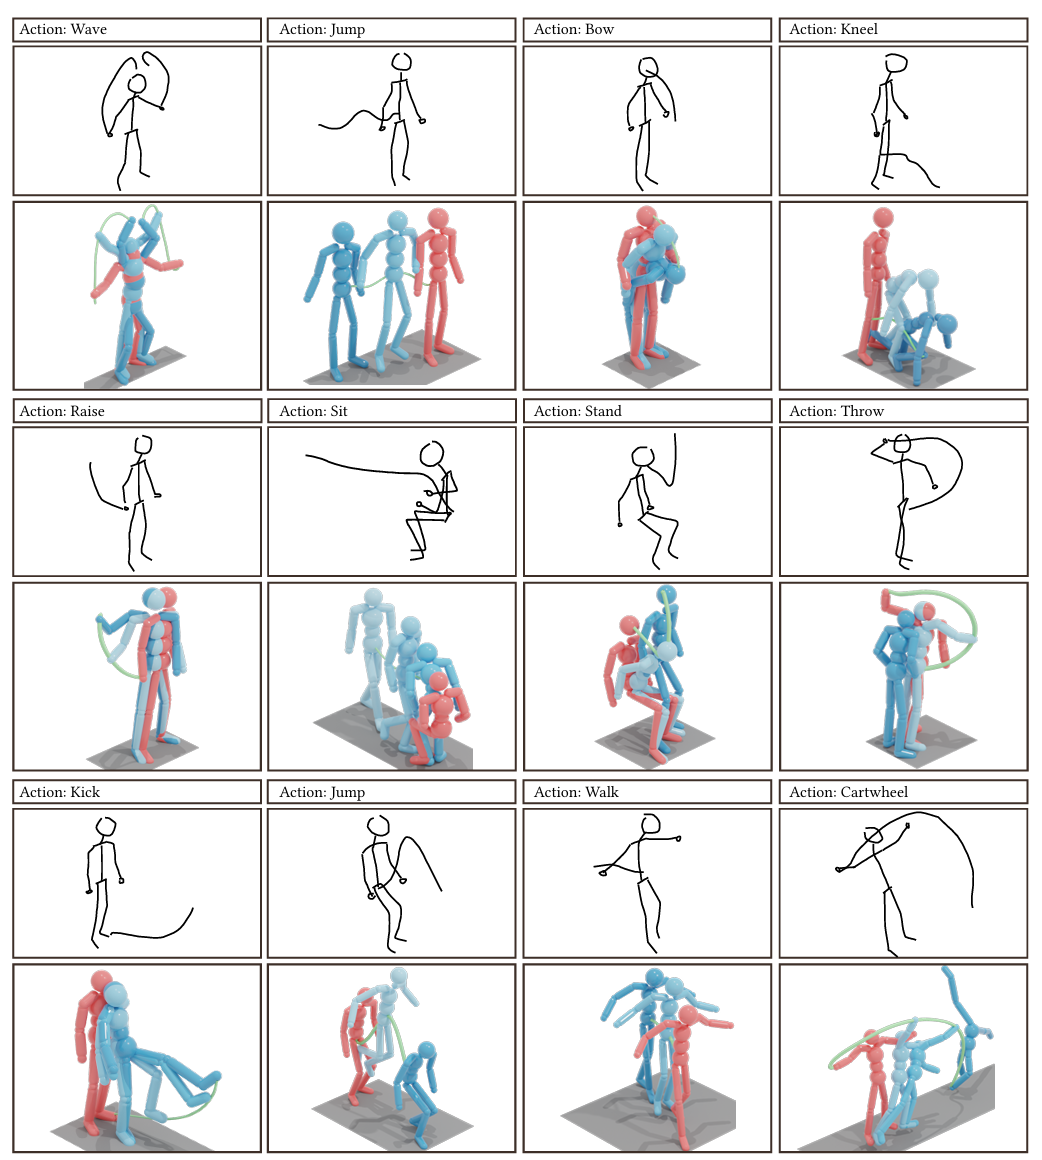 Action: Wave
Action: Jump
Action: Bow
Action: Kneel
Action: Raise
Action: Sit
Action: Stand
Action: Throw
Action: Kick
Action: Jump
Action: Walk
Action: Cartwheel